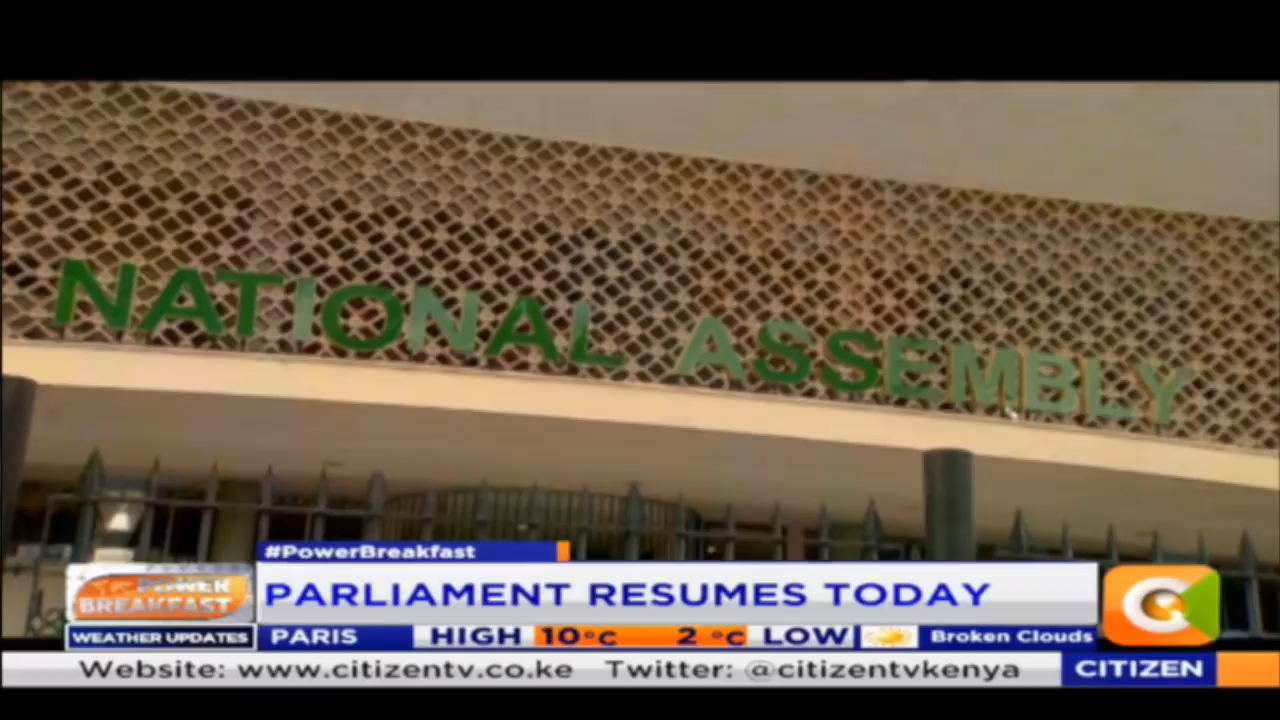 NATIONAL ASSEMBLY
#PowerBreakfast
POWER BREAKFAST
PARLIAMENT RESUMES TODAY
WEATHER UPDATES PARIS HIGH 10°C 2 °C LOW Broken Clouds
Website: www.citizentv.co.ke Twitter: @citizentvkenya CITIZEN